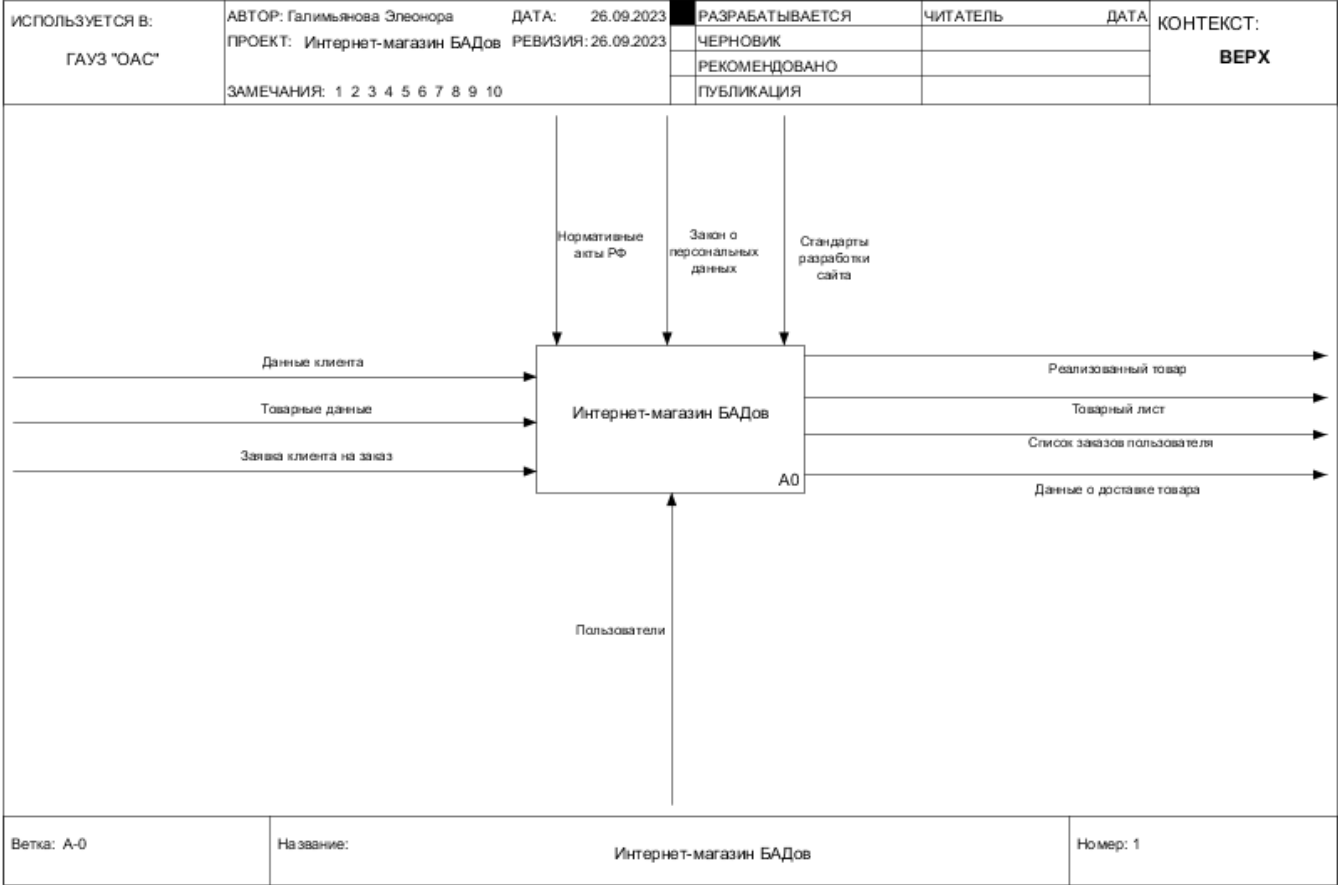 ИСПОЛЬЗУЕТСЯ В:
ГАУЗ "ОАС"
АВТОР: Галимьянова Элеонора
ДАТА: 26.09.2023
ПРОЕКТ: Интернет-магазин БАДов
РЕВИЗИЯ: 26.09.2023
ЗАМЕЧАНИЯ: 1 2 3 4 5 6 7 8 9 10
РАЗРАБАТЫВАЕТСЯ
ЧЕРНОВИК
РЕКОМЕНДОВАНО
ПУБЛИКАЦИЯ
ЧИТАТЕЛЬ
ДАТА
КОНТЕКСТ:
ВЕРХ
Нормативные
акты РФ
Закон о
персональных
данных
Стандарты
разработки
сайта
Данные клиента
Товарные данные
Заявка клиента на заказ
Интернет-магазин БАДов
A0
Реализованный товар
Товарный лист
Список заказов пользователя
Данные о доставке товара
Пользователи
Ветка: A-0
Название:
Интернет-магазин БАДов
Номер: 1